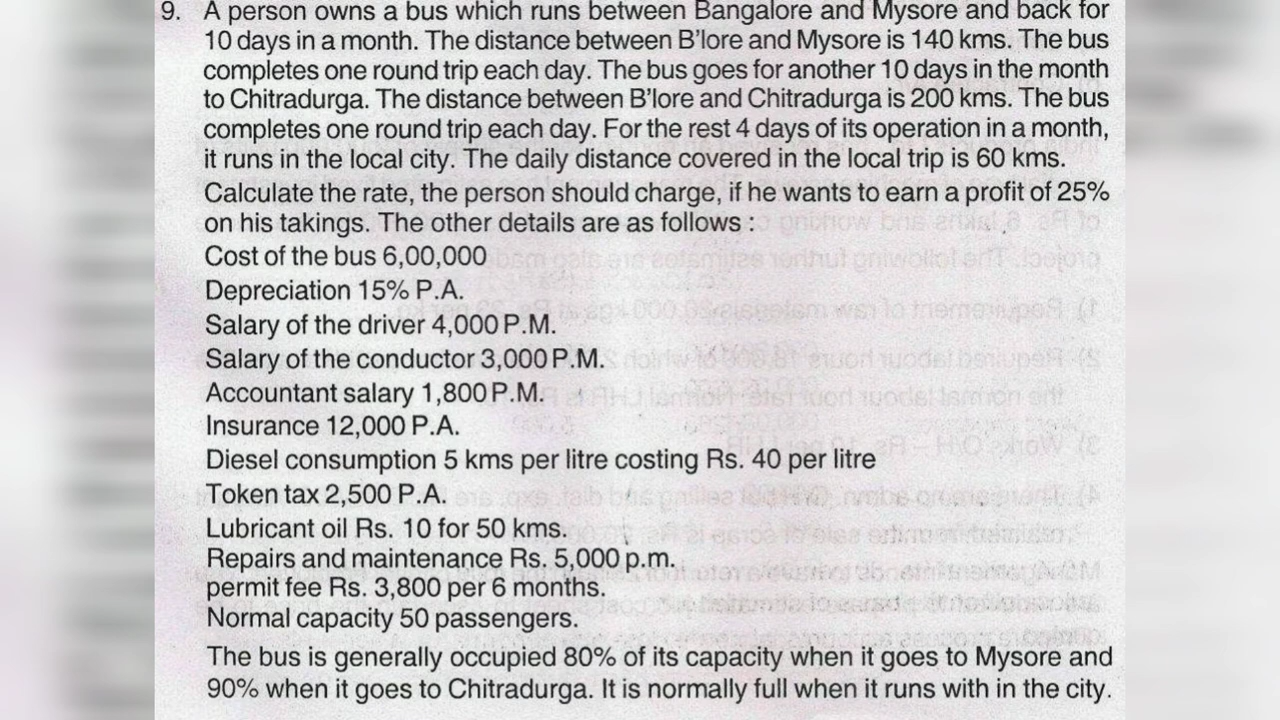 9. A person owns a bus which runs between Bangalore and Mysore and back for
10 days in a month. The distance between B'lore and Mysore is 140 kms. The bus
completes one round trip each day. The bus goes for another 10 days in the month
to Chitradurga. The distance between B'lore and Chitradurga is 200 kms. The bus
completes one round trip each day. For the rest 4 days of its operation in a month,
it runs in the local city. The daily distance covered in the local trip is 60 kms.
Calculate the rate, the person should charge, if he wants to earn a profit of 25%
on his takings. The other details are as follows :
Cost of the bus 6,00,000
Depreciation 15% P.A.
Salary of the driver 4,000 P.M.
Salary of the conductor 3,000 P.M.
Accountant salary 1,800 P.M.
Insurance 12,000 P.A.
Diesel consumption 5 kms per litre costing Rs. 40 per litre
Token tax 2,500 P.A.
Lubricant oil Rs. 10 for 50 kms.
Repairs and maintenance Rs. 5,000 p.m.
permit fee Rs. 3,800 per 6 months.
Normal capacity 50 passengers.
The bus is generally occupied 80% of its capacity when it goes to Mysore and
90% when it goes to Chitradurga. It is normally full when it runs with in the city.